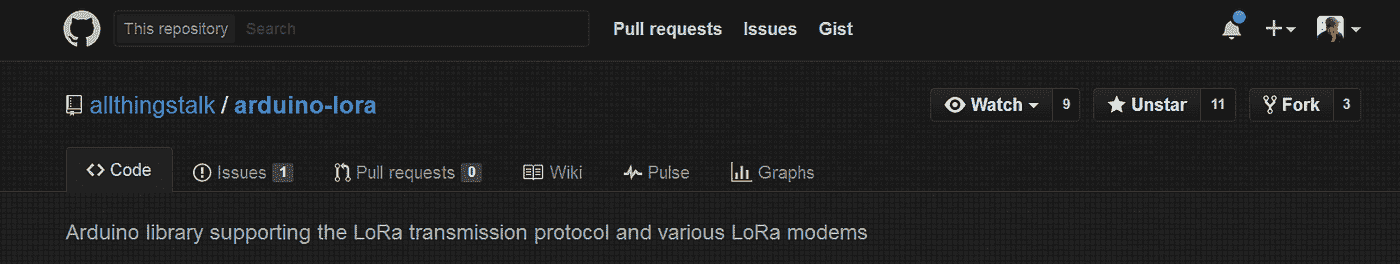 This repository Search Pull requests Issues Gist
allthingstalk / arduino-lora Watch 9 Unstar 11 Fork 3
Code Issues 1 Pull requests 0 Wiki Pulse Graphs
Arduino library supporting the LoRa transmission protocol and various LoRa modems